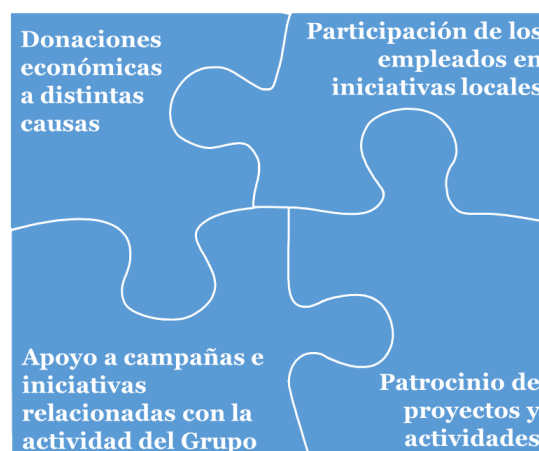 Donaciones
económicas
a distintas
causas
Participación de los
empleados en
iniciativas locales
Apoyo a campañas e
iniciativas
relacionadas con la
actividad del Grupo
Patrocinio de
proyectos y
actividades